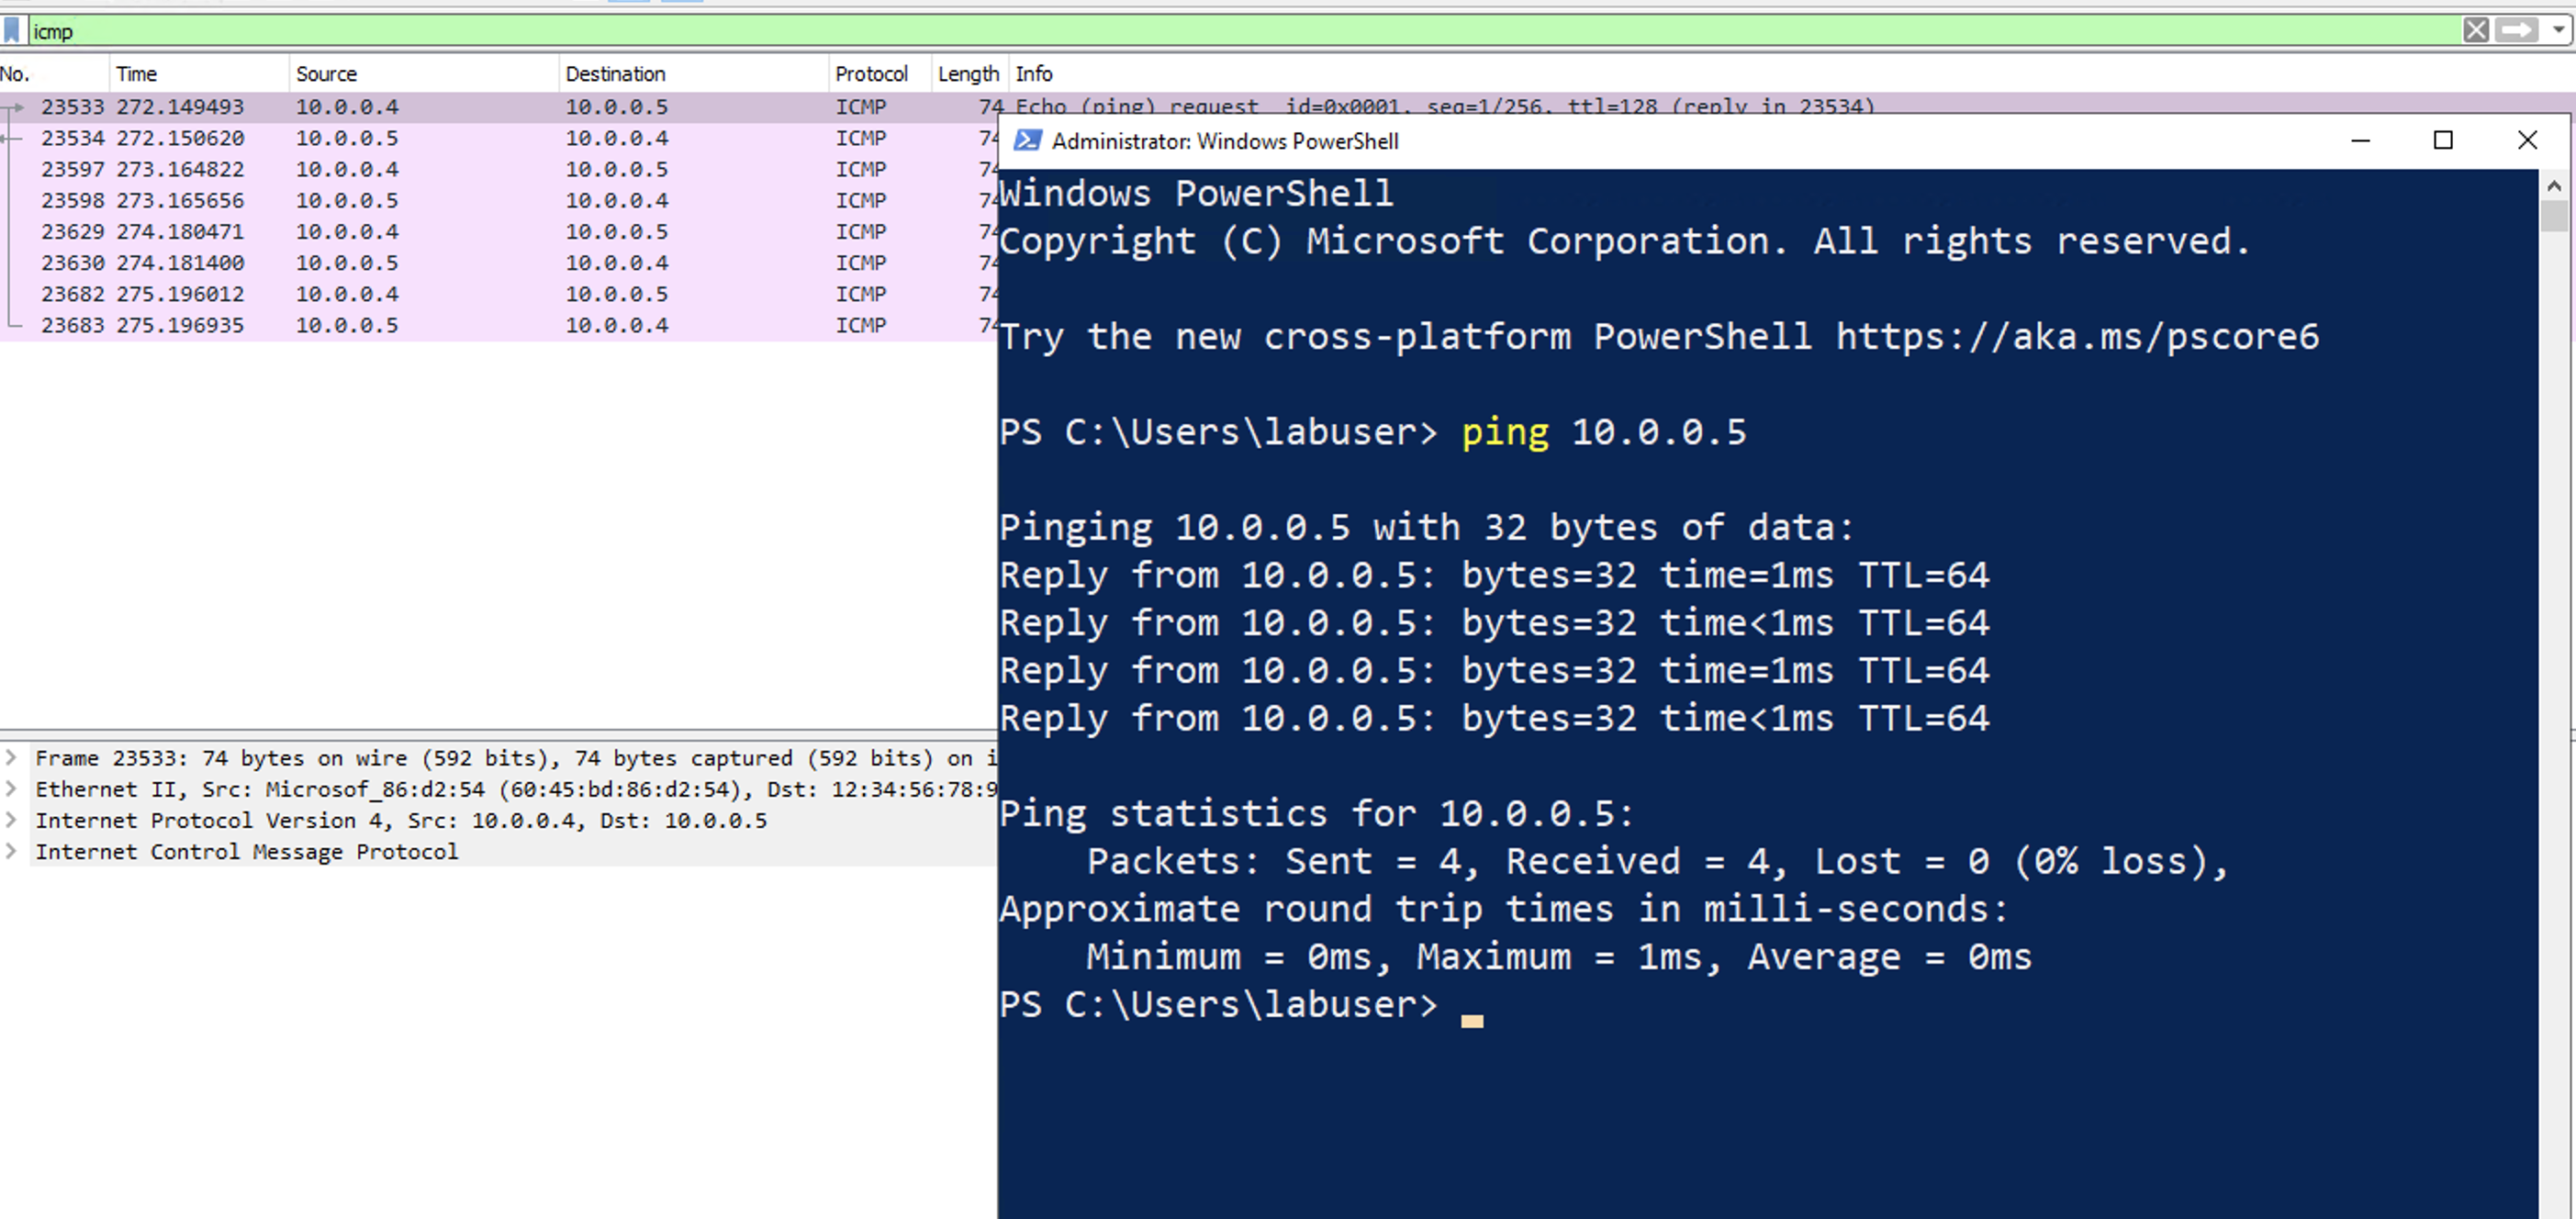 icmp
No. Time Source Destination Protocol Length Info
23533 272.149493 10.0.0.4 10.0.0.5 ICMP 74 Echo (ping) request id=0x0001, seq=1/256, ttl=128 (reply in 23534)
23534 272.150620 10.0.0.5 10.0.0.4 ICMP 74
23597 273.164822 10.0.0.4 10.0.0.5 ICMP 74
23598 273.165656 10.0.0.5 10.0.0.4 ICMP 74
23629 274.180471 10.0.0.4 10.0.0.5 ICMP 74
23630 274.181400 10.0.0.5 10.0.0.4 ICMP 74
23682 275.196012 10.0.0.4 10.0.0.5 ICMP 74
23683 275.196935 10.0.0.5 10.0.0.4 ICMP 74
Frame 23533: 74 bytes on wire (592 bits), 74 bytes captured (592 bits) on i
Ethernet II, Src: Microsof_86:d2:54 (60:45:bd:86:d2:54), Dst: 12:34:56:78:9
Internet Protocol Version 4, Src: 10.0.0.4, Dst: 10.0.0.5
Internet Control Message Protocol
Administrator: Windows PowerShell
Windows PowerShell
Copyright (C) Microsoft Corporation. All rights reserved.
Try the new cross-platform PowerShell https://aka.ms/pscore6
PS C:\Users\labuser> ping 10.0.0.5
Pinging 10.0.0.5 with 32 bytes of data:
Reply from 10.0.0.5: bytes=32 time=1ms TTL=64
Reply from 10.0.0.5: bytes=32 time<1ms TTL=64
Reply from 10.0.0.5: bytes=32 time=1ms TTL=64
Reply from 10.0.0.5: bytes=32 time<1ms TTL=64
Ping statistics for 10.0.0.5:
Packets: Sent = 4, Received = 4, Lost = 0 (0% loss),
Approximate round trip times in milli-seconds:
Minimum = 0ms, Maximum = 1ms, Average = 0ms
PS C:\Users\labuser>